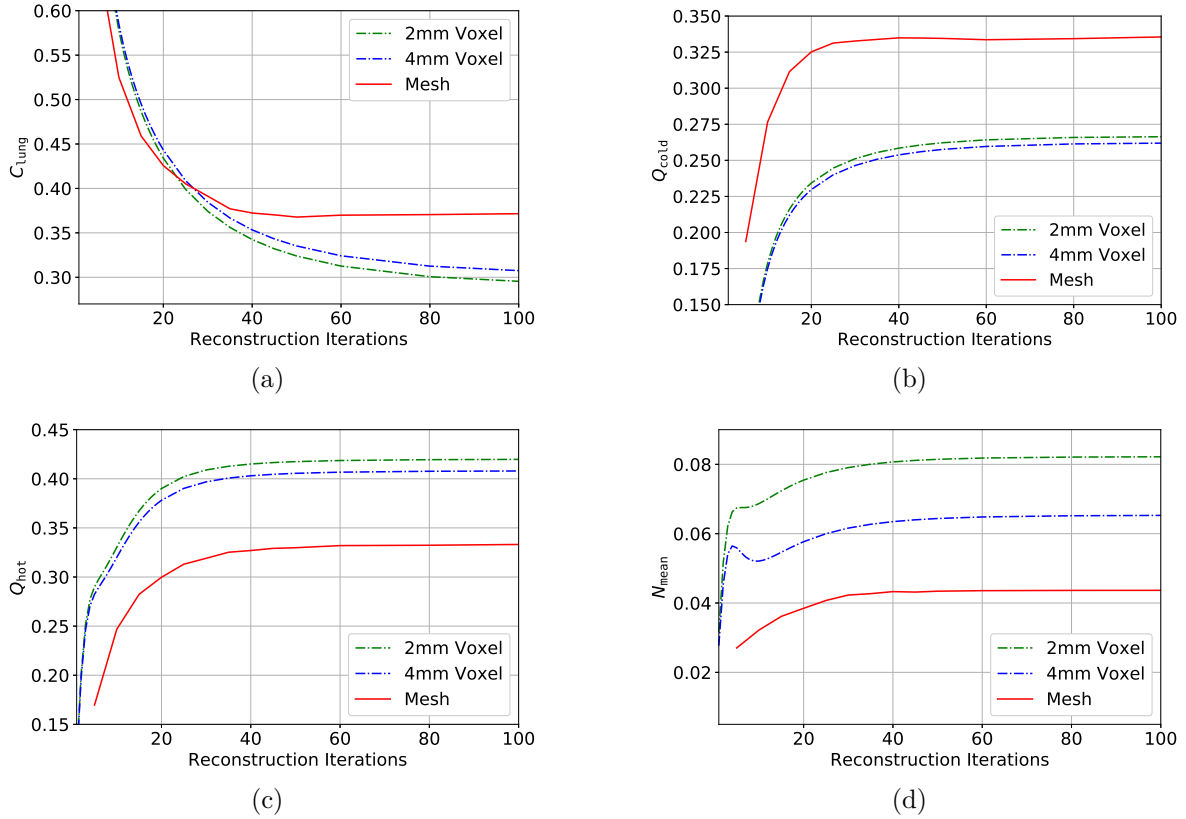 0.60
0.50
0.45
0.40
0.35
0.30
C_lung
20
40
60
80
100
Reconstruction Iterations
2mm Voxel
4mm Voxel
Mesh
(a)
0.350
0.325
0.300
0.275
0.250
0.225
0.200
0.175
0.150
Q_cold
20
40
60
80
100
Reconstruction Iterations
2mm Voxel
4mm Voxel
Mesh
(b)
0.45
0.40
0.35
0.30
0.25
0.20
0.15
Q_hot
20
40
60
80
100
Reconstruction Iterations
2mm Voxel
4mm Voxel
Mesh
(c)
0.08
0.06
0.04
0.02
N_mean
20
40
60
80
100
Reconstruction Iterations
2mm Voxel
4mm Voxel
Mesh
(d)